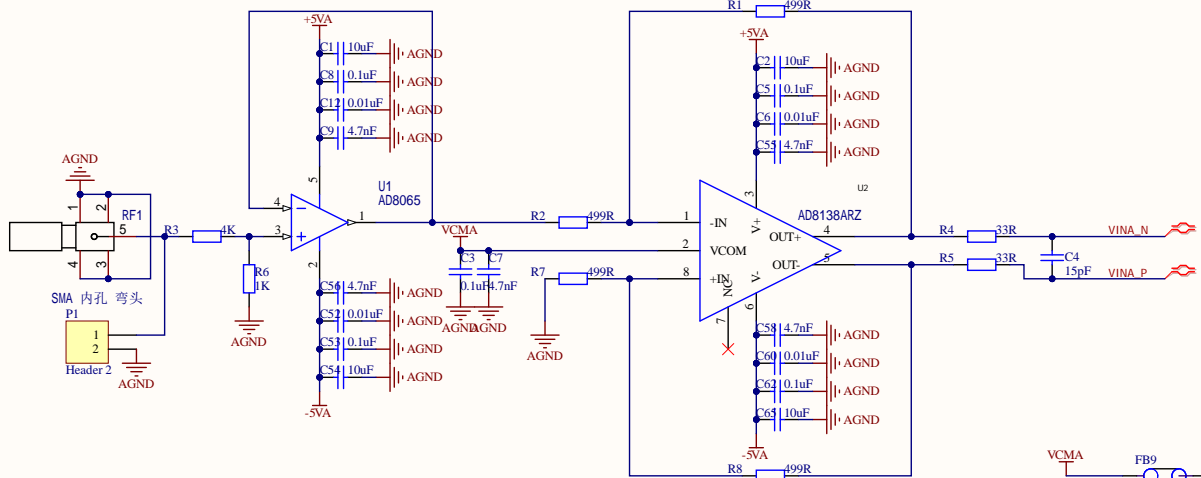 R1 499R
+5VA
C1 10uF AGND
C8 0.1uF AGND
C12 0.01uF AGND
C9 4.7nF AGND
+5VA
C2 10uF AGND
C5 0.1uF AGND
C6 0.01uF AGND
C55 4.7nF AGND
AGND
1 2
RF1
5
4 3
SMA 内孔 弯头
P1
1
2
Header 2
AGND
R3 4K
R6
1K
AGND
U1
AD8065
5
4
3
1
2
C56 4.7nF AGND
C52 0.01uF AGND
C53 0.1uF AGND
C54 10uF AGND
-5VA
VCMA
C3 C7
0.1uF 4.7nF
AGND AGND
R2 499R
R7 499R
AGND
U2
AD8138ARZ
3
V+
1 -IN
2 VCOM
8 +IN
OUT+ 4
OUT- 5
NC
7
V-
6
C58 4.7nF AGND
C60 0.01uF AGND
C62 0.1uF AGND
C65 10uF AGND
-5VA
R8 499R
R4 33R
R5 33R
C4
15pF
VINA_N
VINA_P
VCMA
FB9